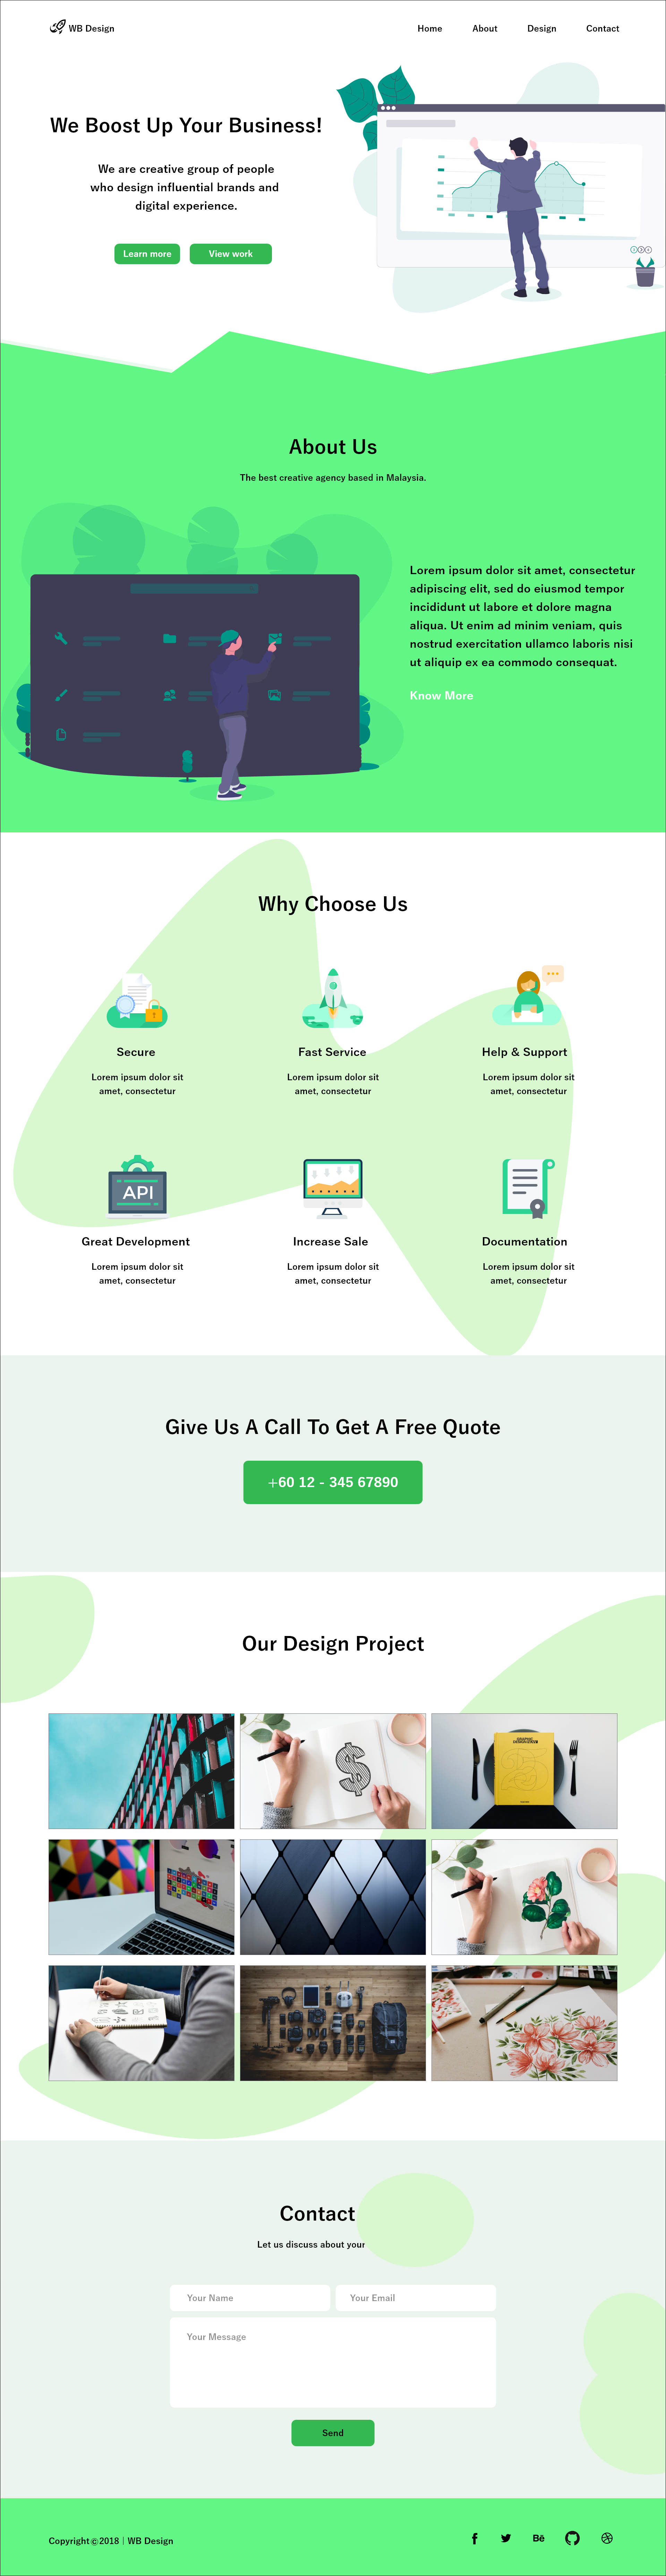 WB Design
Home
About
Design
Contact
We Boost Up Your Business!
We are creative group of people
who design influential brands and
digital experience.
Learn more
View work
About Us
The best creative agency based in Malaysia.
Lorem ipsum dolor sit amet, consectetur
adipiscing elit, sed do eiusmod tempor
incididunt ut labore et dolore magna
aliqua. Ut enim ad minim veniam, quis
nostrud exercitation ullamco laboris nisi
ut aliquip ex ea commodo consequat.
Know More
Why Choose Us
Secure
Lorem ipsum dolor sit
amet, consectetur
Fast Service
Lorem ipsum dolor sit
amet, consectetur
Help & Support
Lorem ipsum dolor sit
amet, consectetur
API
Great Development
Lorem ipsum dolor sit
amet, consectetur
Increase Sale
Lorem ipsum dolor sit
amet, consectetur
Documentation
Lorem ipsum dolor sit
amet, consectetur
Give Us A Call To Get A Free Quote
+60 12 - 345 67890
Our Design Project
$
Contact
Let us discuss about your
Your Name
Your Email
Your Message
Send
Copyright©2018 | WB Design
Bē